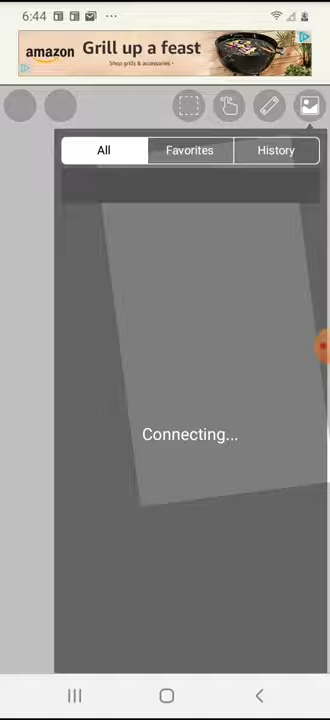 6:44
amazon
Grill up a feast
Shop grills & accessories ›
All
Favorites
History
Connecting...